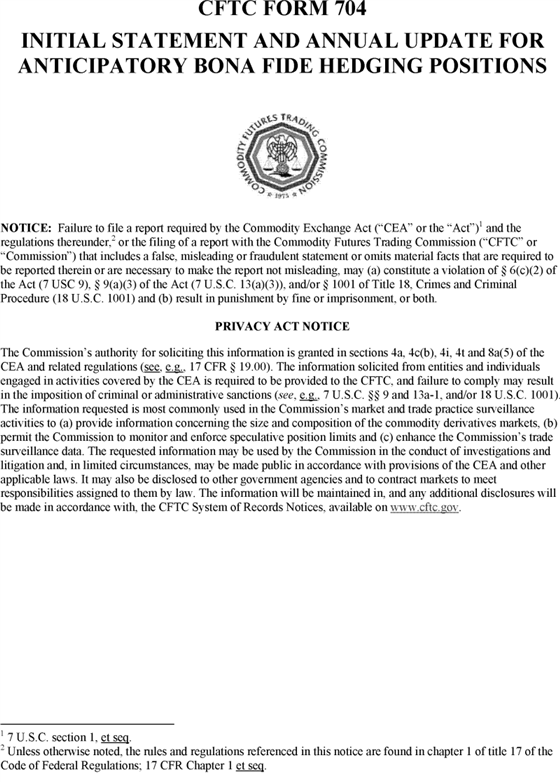 CFTC FORM 704
INITIAL STATEMENT AND ANNUAL UPDATE FOR
ANTICIPATORY BONA FIDE HEDGING POSITIONS
COMMODITY FUTURES TRADING COMMISSION
1975
NOTICE: Failure to file a report required by the Commodity Exchange Act (“CEA” or the “Act”)1 and the
regulations thereunder,2 or the filing of a report with the Commodity Futures Trading Commission (“CFTC” or
“Commission”) that includes a false, misleading or fraudulent statement or omits material facts that are required to
be reported therein or are necessary to make the report not misleading, may (a) constitute a violation of § 6(c)(2) of
the Act (7 USC 9), § 9(a)(3) of the Act (7 U.S.C. 13(a)(3)), and/or § 1001 of Title 18, Crimes and Criminal
Procedure (18 U.S.C. 1001) and (b) result in punishment by fine or imprisonment, or both.
PRIVACY ACT NOTICE
The Commission’s authority for soliciting this information is granted in sections 4a, 4c(b), 4i, 4t and 8a(5) of the
CEA and related regulations (see, e.g., 17 CFR § 19.00). The information solicited from entities and individuals
engaged in activities covered by the CEA is required to be provided to the CFTC, and failure to comply may result
in the imposition of criminal or administrative sanctions (see, e.g., 7 U.S.C. §§ 9 and 13a-1, and/or 18 U.S.C. 1001).
The information requested is most commonly used in the Commission’s market and trade practice surveillance
activities to (a) provide information concerning the size and composition of the commodity derivatives markets, (b)
permit the Commission to monitor and enforce speculative position limits and (c) enhance the Commission’s trade
surveillance data. The requested information may be used by the Commission in the conduct of investigations and
litigation and, in limited circumstances, may be made public in accordance with provisions of the CEA and other
applicable laws. It may also be disclosed to other government agencies and to contract markets to meet
responsibilities assigned to them by law. The information will be maintained in, and any additional disclosures will
be made in accordance with, the CFTC System of Records Notices, available on www.cftc.gov.
1 7 U.S.C. section 1, et seq.
2 Unless otherwise noted, the rules and regulations referenced in this notice are found in chapter 1 of title 17 of the
Code of Federal Regulations; 17 CFR Chapter 1 et seq.